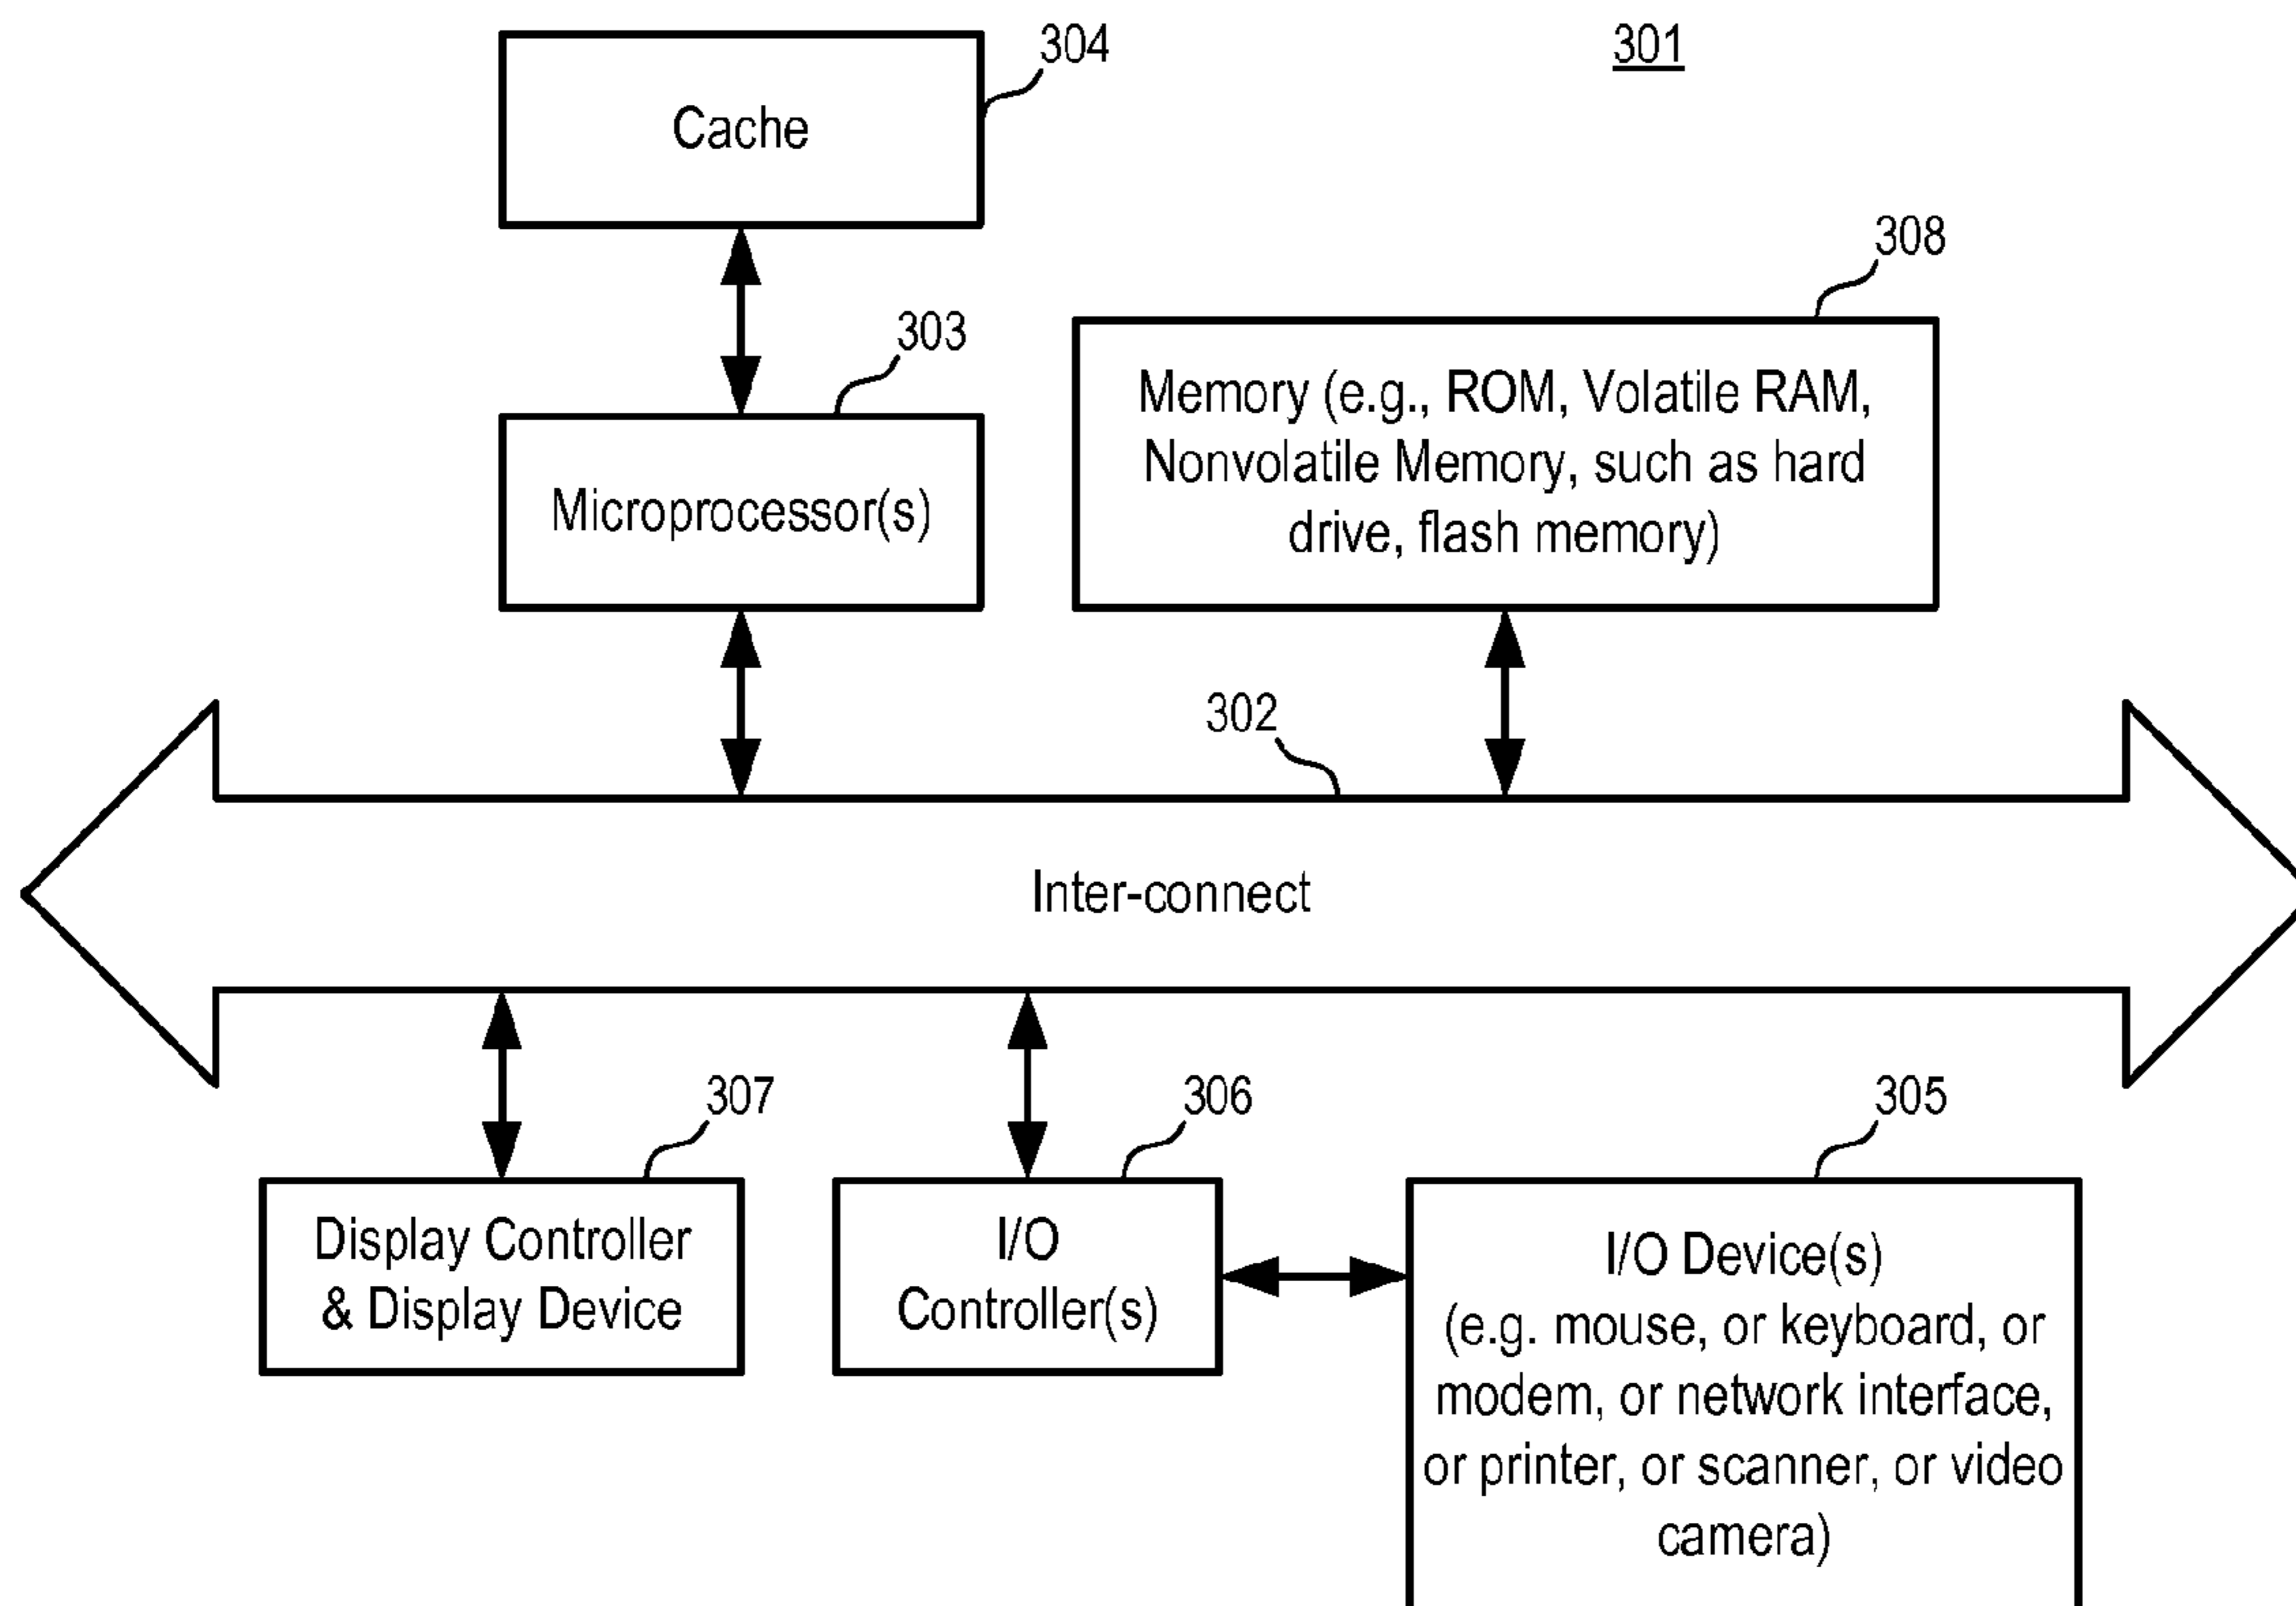 304
301
Cache
308
303
Memory (e.g., ROM, Volatile RAM,
Nonvolatile Memory, such as hard
drive, flash memory)
Microprocessor(s)
302
Inter-connect
307
306
305
Display Controller
& Display Device
I/O
Controller(s)
I/O Device(s)
(e.g. mouse, or keyboard, or
modem, or network interface,
or printer, or scanner, or video
camera)